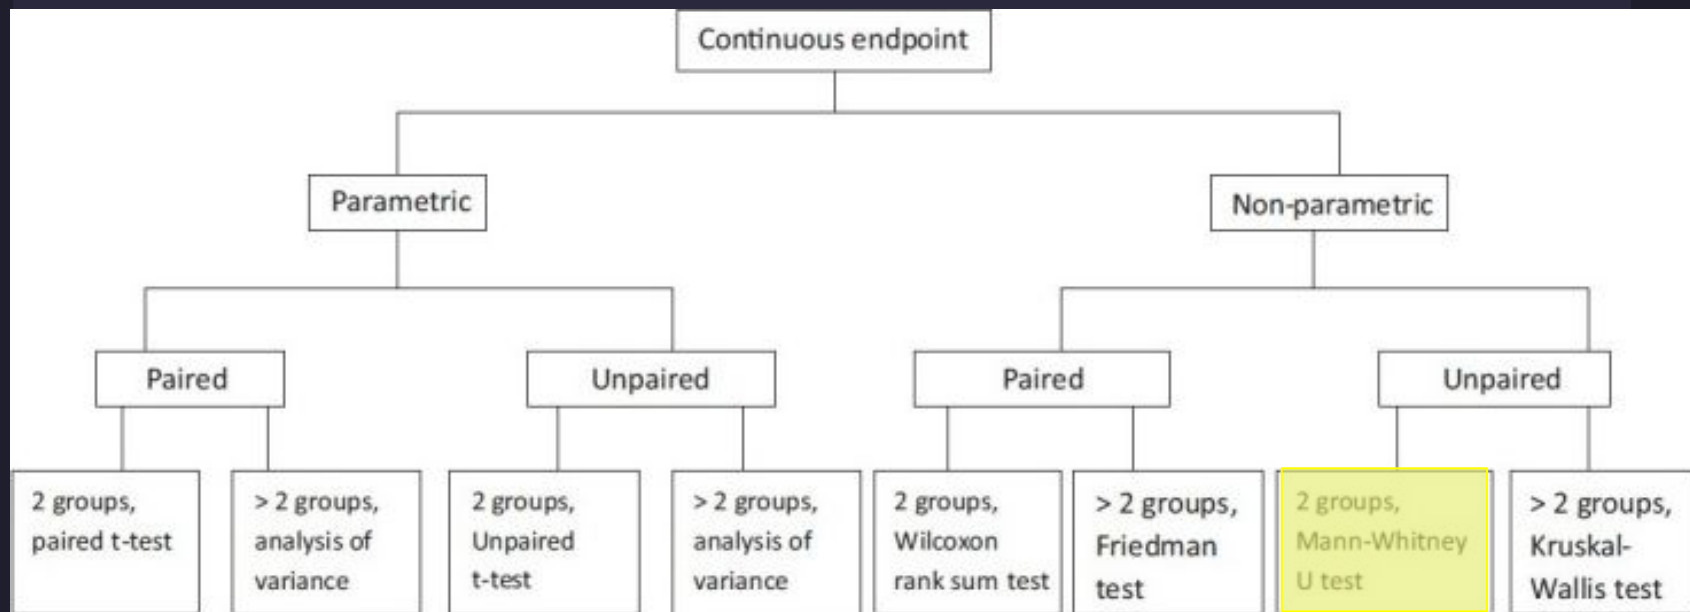 Continuous endpoint
Parametric
Non-parametric
Paired
Unpaired
Paired
Unpaired
2 groups,
paired t-test
> 2 groups,
analysis of
variance
2 groups,
Unpaired
t-test
> 2 groups,
analysis of
variance
2 groups,
Wilcoxon
rank sum test
> 2 groups,
Friedman
test
2 groups,
Mann-Whitney
U test
> 2 groups,
Kruskal-
Wallis test